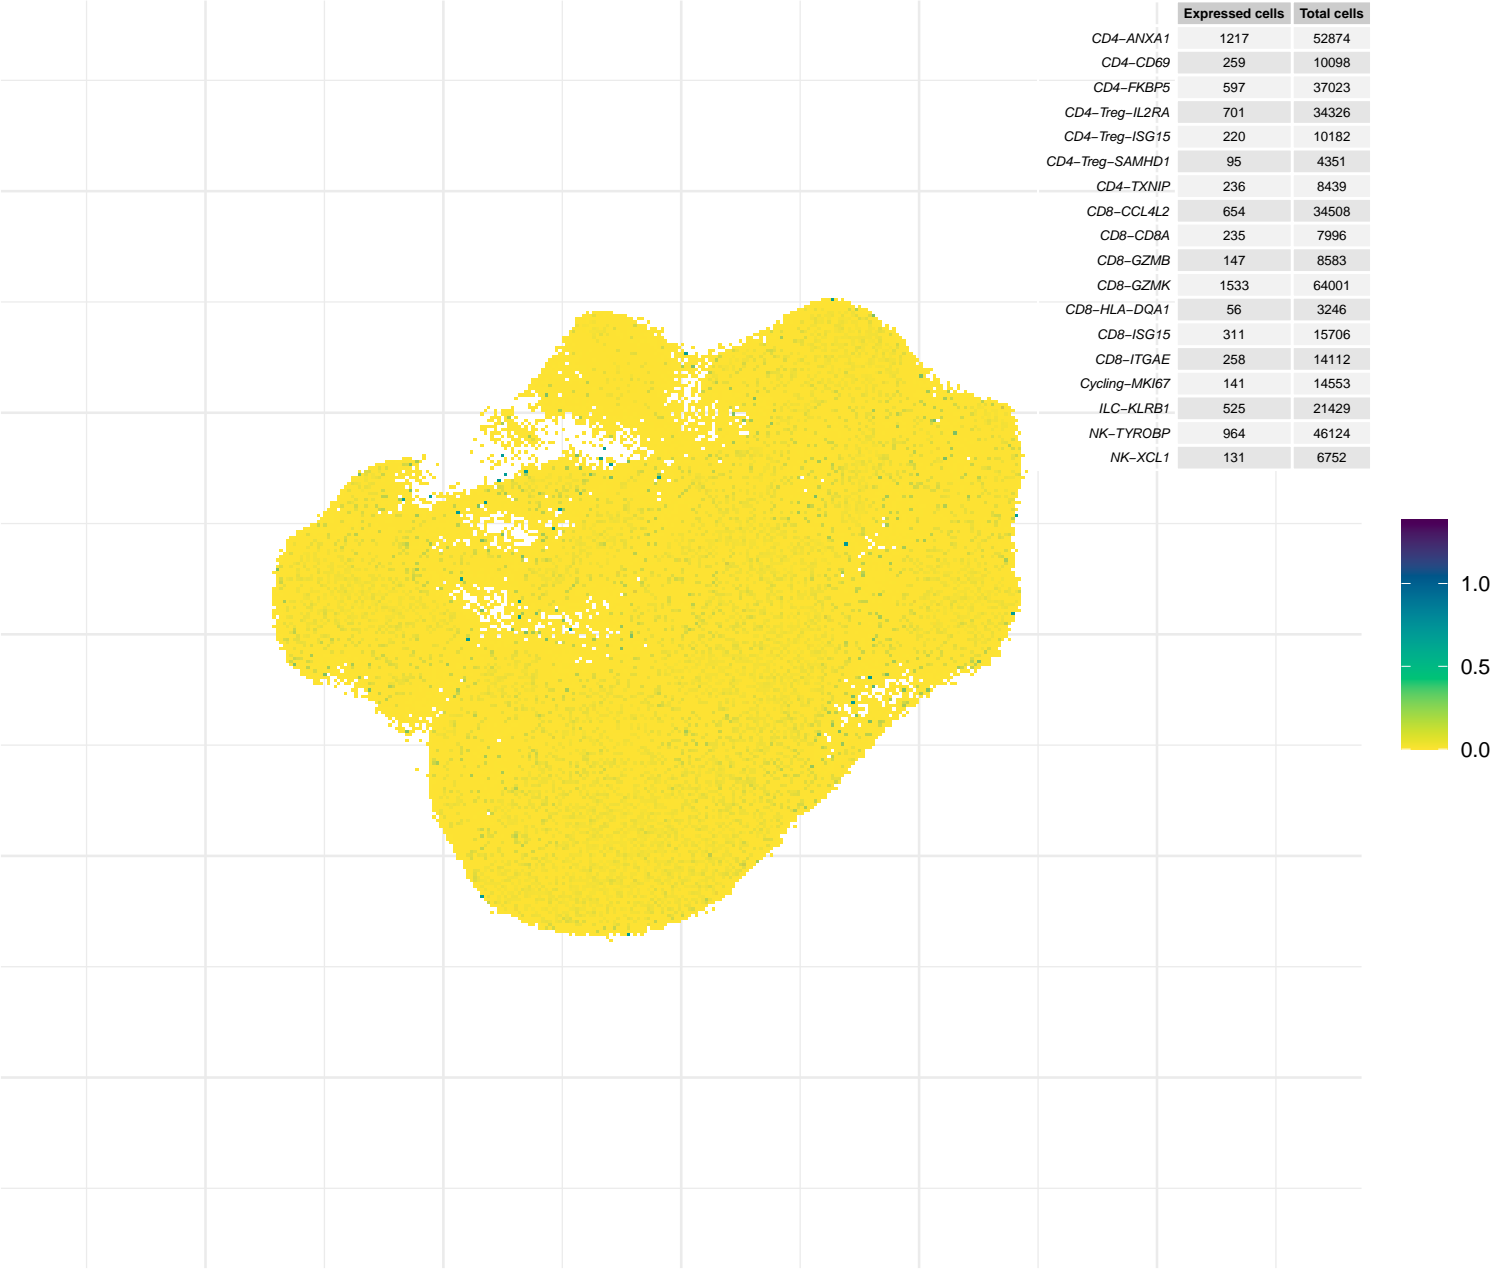 Expressed cells Total cells
CD4−ANXA1 1217 52874
CD4−CD69 259 10098
CD4−FKBP5 597 37023
CD4−Treg−IL2RA 701 34326
CD4−Treg−ISG15 220 10182
CD4−Treg−SAMHD1 95 4351
CD4−TXNIP 236 8439
CD8−CCL4L2 654 34508
CD8−CD8A 235 7996
CD8−GZMB 147 8583
CD8−GZMK 1533 64001
CD8−HLA−DQA1 56 3246
CD8−ISG15 311 15706
CD8−ITGAE 258 14112
Cycling−MKI67 141 14553
ILC−KLRB1 525 21429
NK−TYROBP 964 46124
NK−XCL1 131 6752
1.0
0.5
0.0